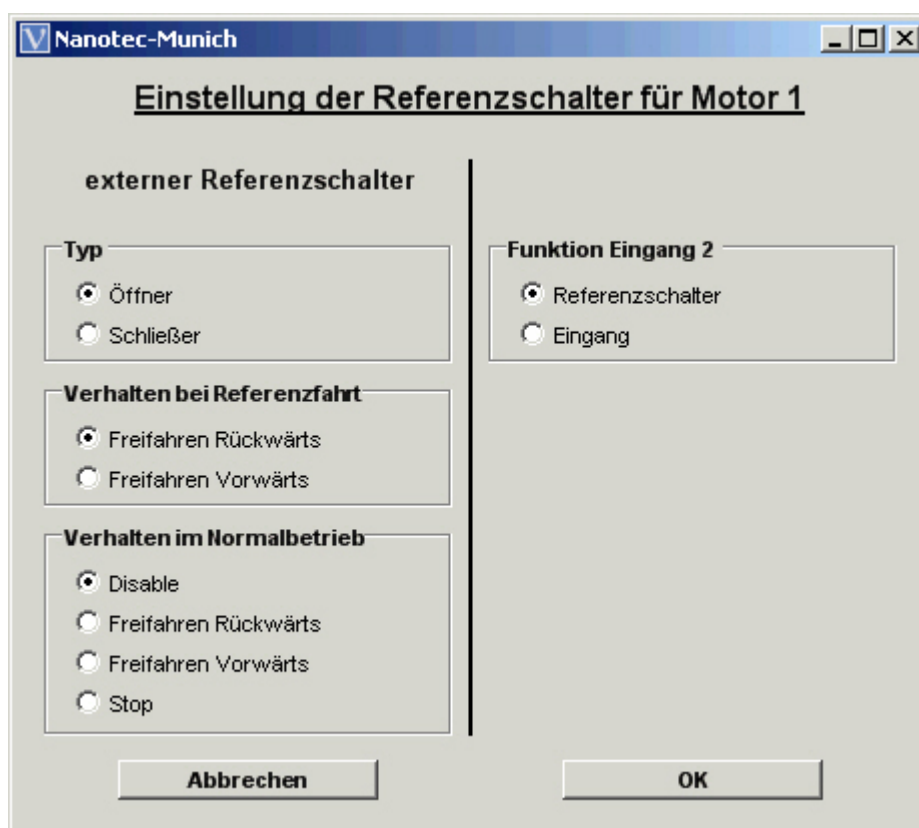 Nanotec-Munich
Einstellung der Referenzschalter für Motor 1
externer Referenzschalter
Typ
Öffner
Schließer
Verhalten bei Referenzfahrt
Freifahren Rückwärts
Freifahren Vorwärts
Verhalten im Normalbetrieb
Disable
Freifahren Rückwärts
Freifahren Vorwärts
Stop
Funktion Eingang 2
Referenzschalter
Eingang
Abbrechen
OK